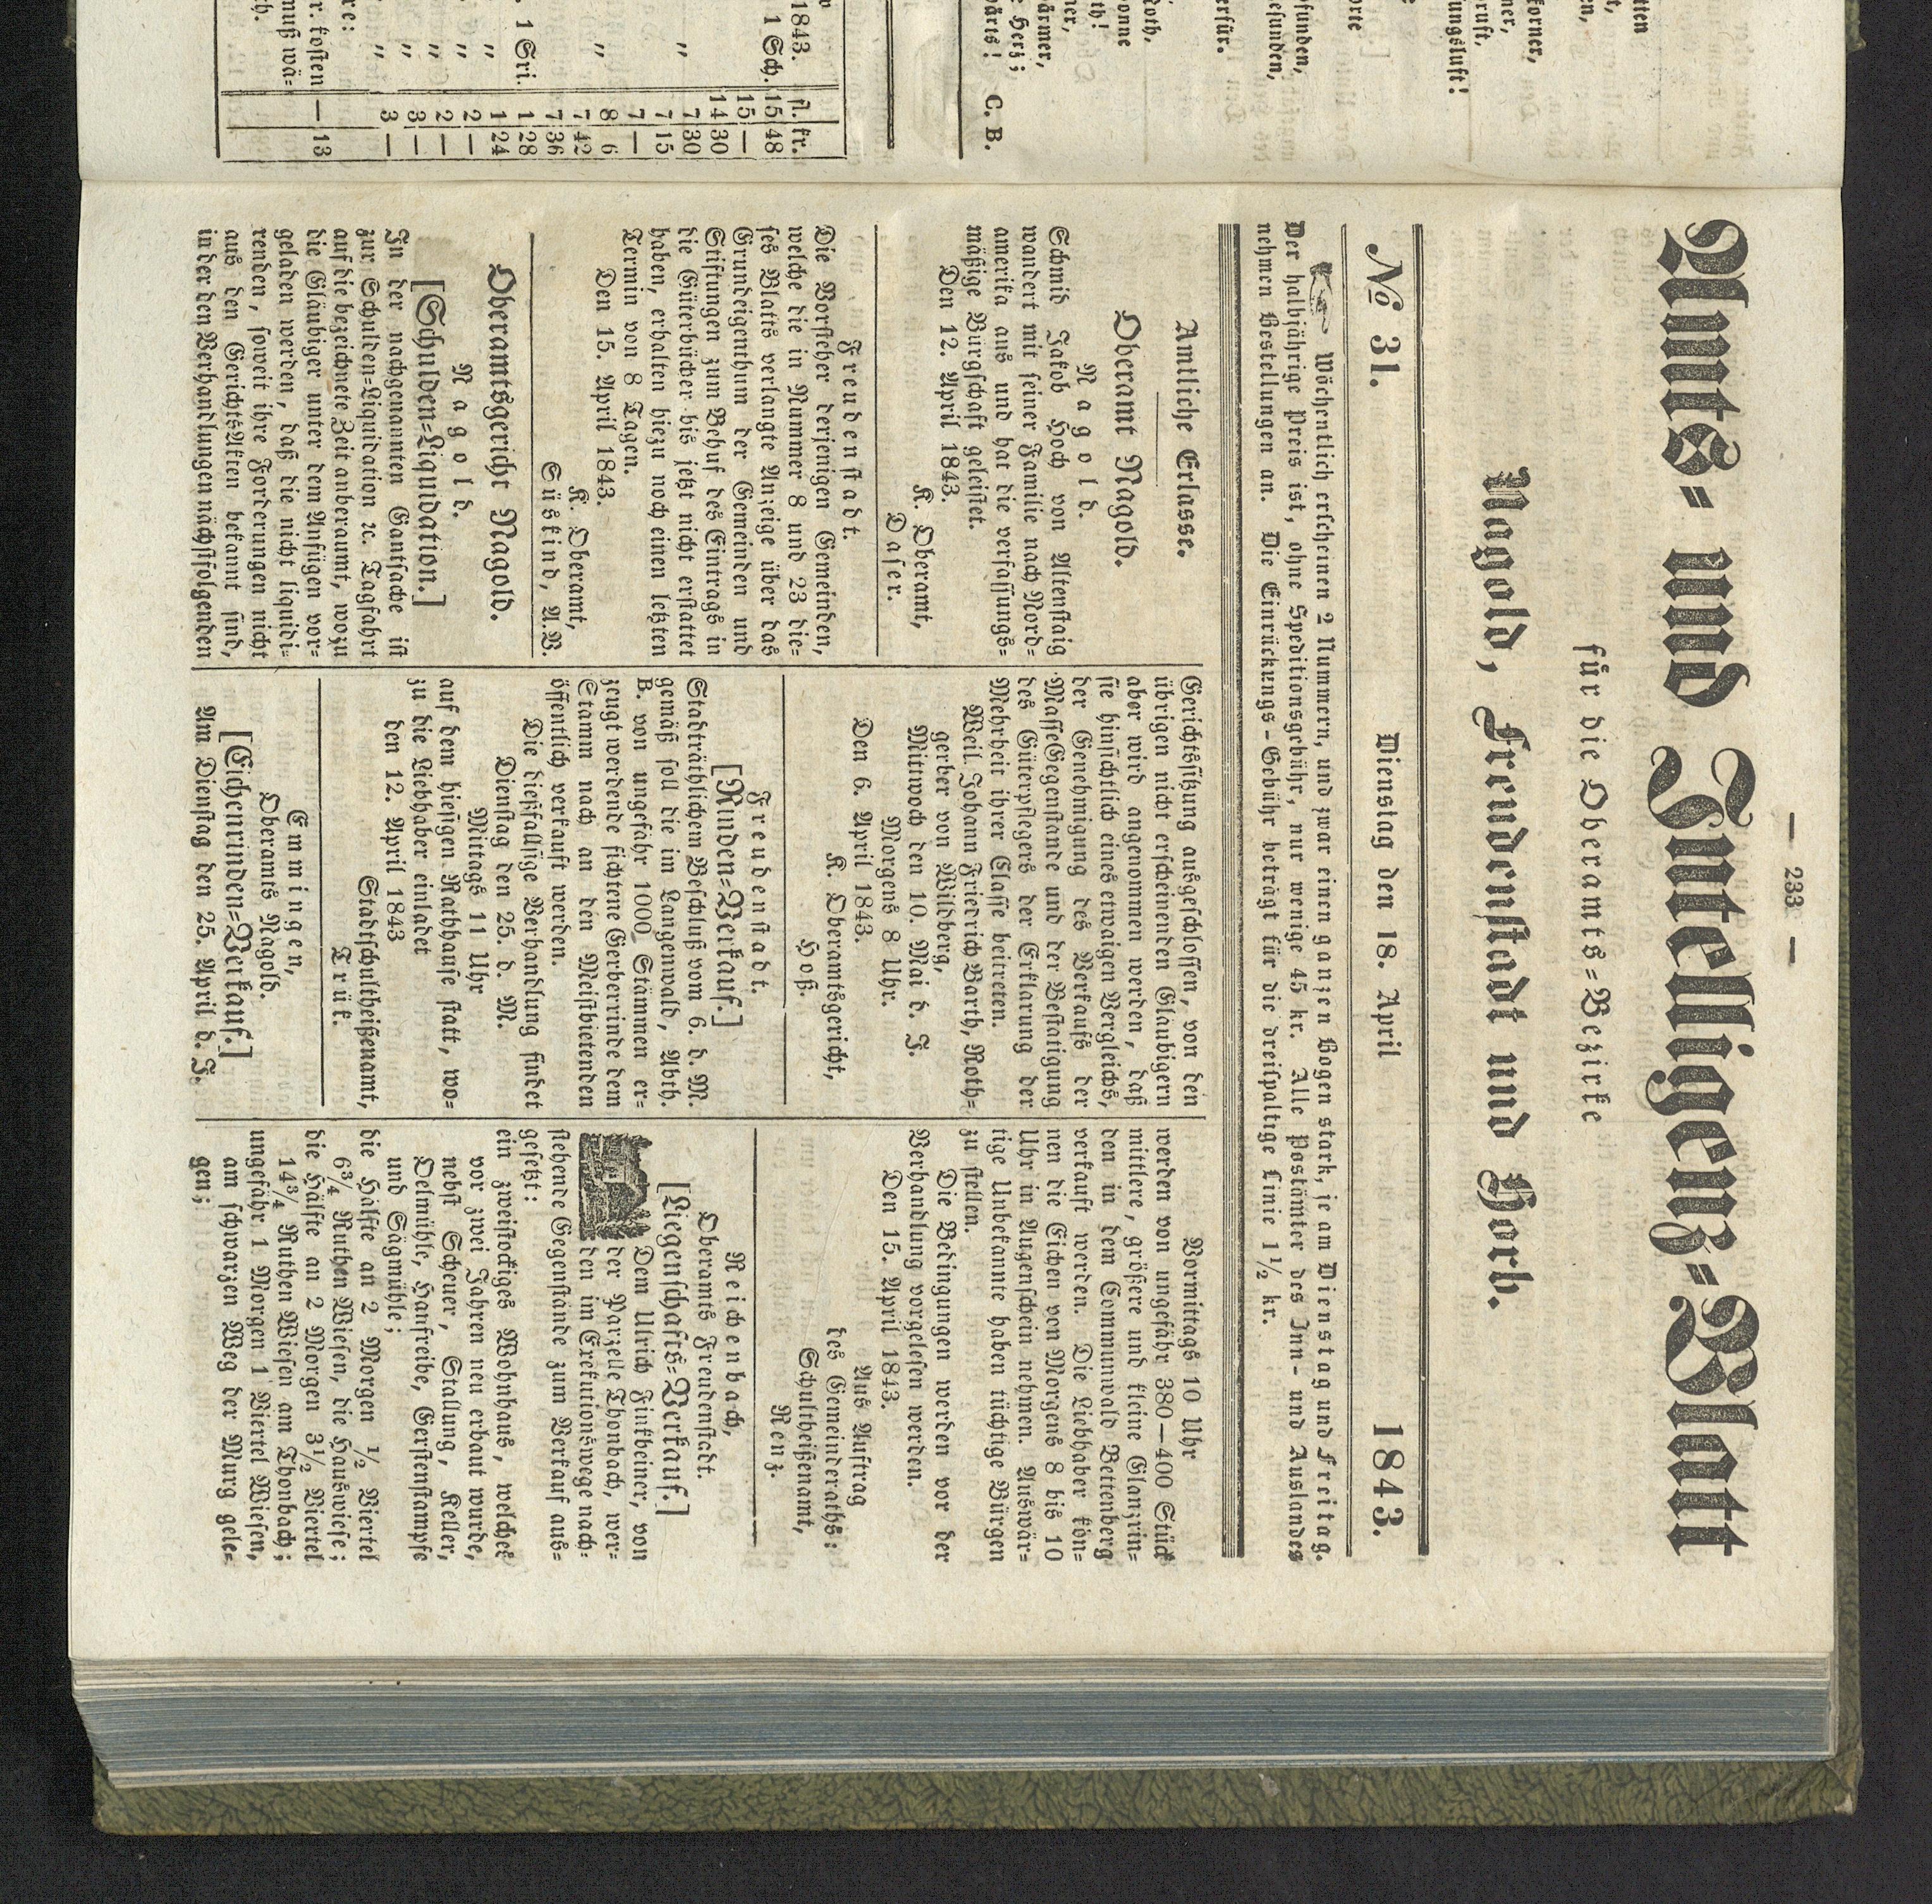 — 233 —
Amts- und Intelligenz-Blatt
für die Oberamts-Bezirke
Nagold, Freudenstadt und Horb.
№ 31. Dienstag den 18. April 1843.
Wöchentlich erscheinen 2 Nummern, und zwar einen ganzen Bogen stark, je am Dienstag und Freitag.
Der halbjährige Preis ist, ohne Speditionsgebühr, nur wenige 45 kr. Alle Postämter des Inn- und Auslandes
nehmen Bestellungen an. Die Einrückungs-Gebühr beträgt für die dreispaltige Linie 1½ kr.
Amtliche Erlasse.
Oberamt Nagold.
Nagold.
Schmid Jakob Hoch von Altenstaig
wandert mit seiner Familie nach Nord-
amerika aus und hat die verfassungs-
mäßige Bürgschaft geleistet.
Den 12. April 1843.
K. Oberamt,
Daser.
Freudenstadt.
Die Vorsteher derjenigen Gemeinden,
welche die in Nummer 8 und 23 die-
ses Blatts verlangte Anzeige über das
Grundeigenthum der Gemeinden und
Stiftungen zum Behuf des Eintrags in
die Güterbücher bis jetzt nicht erstattet
haben, erhalten hiezu noch einen letzten
Termin von 8 Tagen.
Den 15. April 1843.
K. Oberamt,
Süskind, A.V.
Oberamtsgericht Nagold.
Nagold.
[Schulden-Liquidation.]
In der nachgenannten Gantsache ist
zur Schulden-Liquidation ꝛc. Tagfahrt
auf die bezeichnete Zeit anberaumt, wozu
die Gläubiger unter dem Anfügen vor-
geladen werden, daß die nicht liquidi-
renden, soweit ihre Forderungen nicht
aus den GerichtsAkten bekannt sind,
in der den Verhandlungen nächstfolgenden
Gerichtssitzung ausgeschlossen, von den
übrigen nicht erscheinenden Gläubigern
aber wird angenommen werden, daß
sie hinsichtlich eines etwaigen Vergleichs,
der Genehmigung des Verkaufs der
MasseGegenstände und der Bestätigung
des Güterpflegers der Erklärung der
Mehrheit ihrer Classe beitreten.
Weil. Johann Friedrich Barth, Roth-
gerber von Wildberg,
Mittwoch den 10. Mai d. J.
Morgens 8 Uhr.
Den 6. April 1843.
K. Oberamtsgericht,
Hoß.
Freudenstadt.
[Rinden-Verkauf.]
Stadträthlichem Beschluß vom 6. d. M.
gemäß soll die im Langenwald, Abth.
B. von ungefähr 1000 Stämmen er-
zeugt werdende fichtene Gerberrinde dem
Stamm nach an den Meistbietenden
öffentlich verkauft werden.
Die dießfallsige Verhandlung findet
Dienstag den 25. d. M.
Mittags 11 Uhr
auf dem hiesigen Rathhause statt, wo-
zu die Liebhaber einladet
den 12. April 1843
Stadtschultheißenamt,
Trük.
Emmingen,
Oberamts Nagold.
[Eichenrinden-Verkauf.]
Am Dienstag den 25. April d. J.
Vormittags 10 Uhr
werden von ungefähr 380—400 Stück
mittlere, größere und kleine Glanzrin-
den in dem Communwald Bettenberg
verkauft werden. Die Liebhaber kön-
nen die Eichen von Morgens 8 bis 10
Uhr in Augenschein nehmen. Auswär-
tige Unbekannte haben tüchtige Bürgen
zu stellen.
Die Bedingungen werden vor der
Verhandlung vorgelesen werden.
Den 15. April 1843.
Aus Auftrag
des Gemeinderaths:
Schultheißenamt,
Renz.
Reichenbach,
Oberamts Freudenstadt.
[Liegenschafts-Verkauf.]
Dem Ulrich Finkbeiner, von
der Parzelle Thonbach, wer-
den im Exekutionswege nach-
stehende Gegenstände zum Verkauf aus-
gesetzt:
ein zweistockiges Wohnhaus, welches
vor zwei Jahren neu erbaut wurde,
nebst Scheuer, Stallung, Keller,
Oelmühle, Hanfreibe, Gerstenstampfe
und Sägmühle;
die Hälfte an 2 Morgen ½ Viertel
6¾ Ruthen Wiesen, die Hauswiese;
die Hälfte an 2 Morgen 3½ Viertel
14¾ Ruthen Wiesen am Thonbach;
ungefähr 1 Morgen 1 Viertel Wiesen,
am schwarzen Weg der Murg gele-
gen;